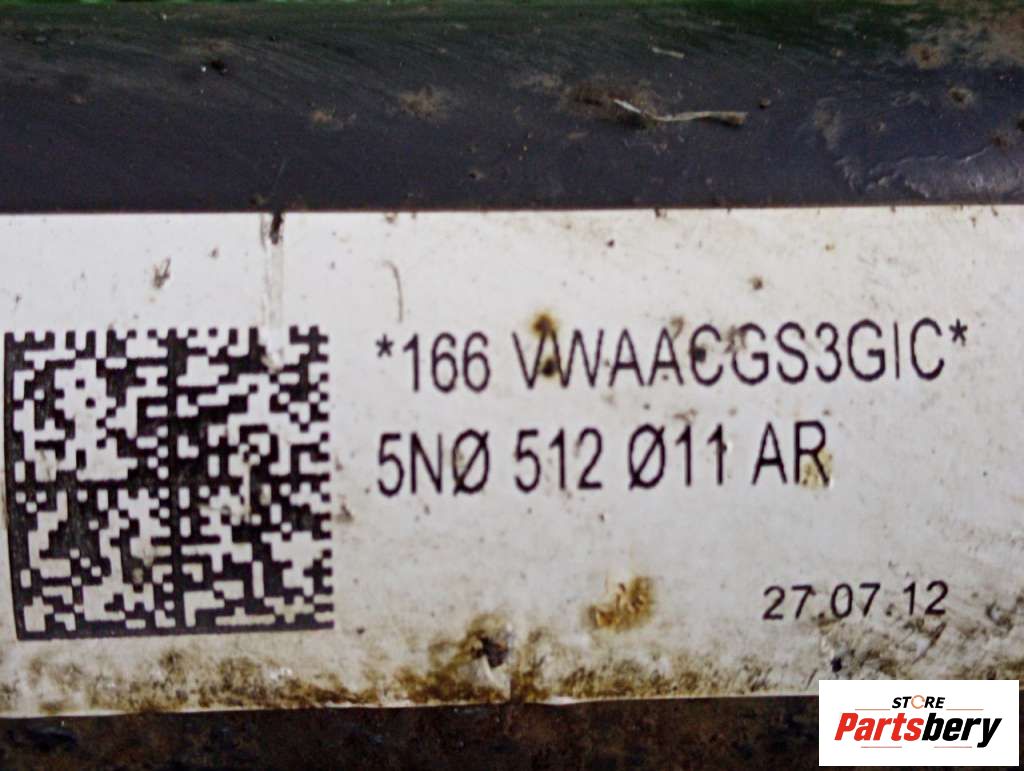 *166 VWAACGS3GIC*
5NØ 512 Ø11 AR
27.07.12
STORE
Partsbery